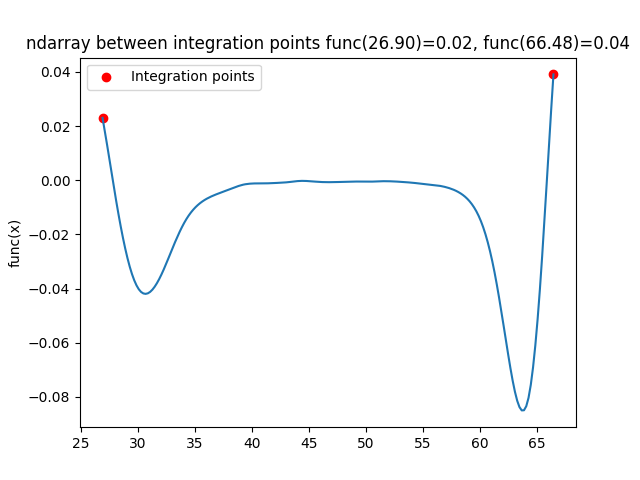 ndarray between integration points func(26.90)=0.02, func(66.48)=0.04
Integration points
0.04
0.02
0.00
−0.02
−0.04
−0.06
−0.08
func(x)
25 30 35 40 45 50 55 60 65